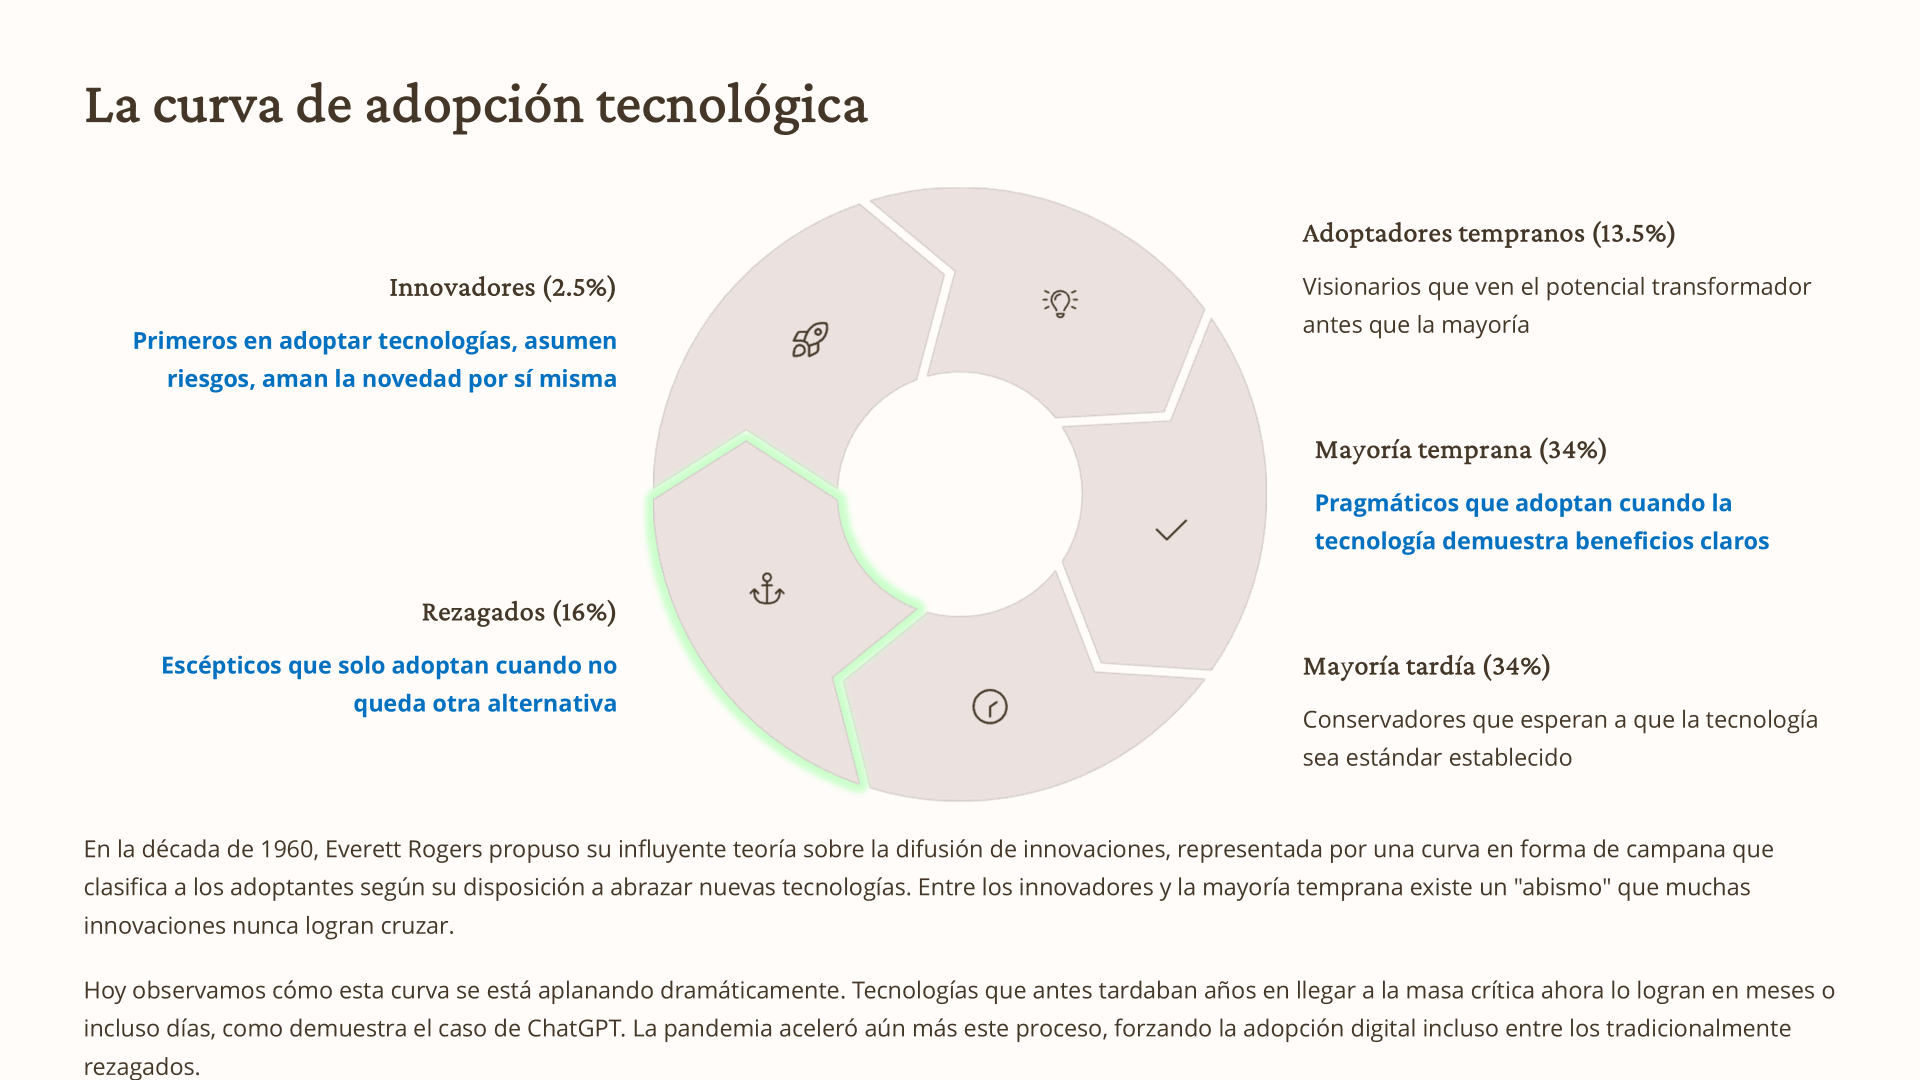 La curva de adopción tecnológica
Innovadores (2.5%)
Primeros en adoptar tecnologías, asumen
riesgos, aman la novedad por sí misma
Adoptadores tempranos (13.5%)
Visionarios que ven el potencial transformador
antes que la mayoría
Mayoría temprana (34%)
Pragmáticos que adoptan cuando la
tecnología demuestra beneficios claros
Mayoría tardía (34%)
Conservadores que esperan a que la tecnología
sea estándar establecido
Rezagados (16%)
Escépticos que solo adoptan cuando no
queda otra alternativa
En la década de 1960, Everett Rogers propuso su influyente teoría sobre la difusión de innovaciones, representada por una curva en forma de campana que
clasifica a los adoptantes según su disposición a abrazar nuevas tecnologías. Entre los innovadores y la mayoría temprana existe un "abismo" que muchas
innovaciones nunca logran cruzar.
Hoy observamos cómo esta curva se está aplanando dramáticamente. Tecnologías que antes tardaban años en llegar a la masa crítica ahora lo logran en meses o
incluso días, como demuestra el caso de ChatGPT. La pandemia aceleró aún más este proceso, forzando la adopción digital incluso entre los tradicionalmente
rezagados.